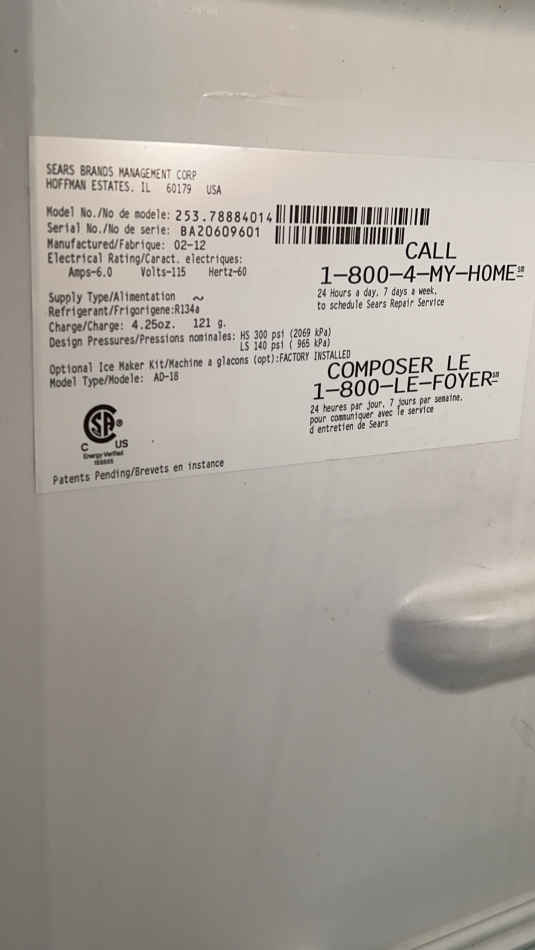 SEARS BRANDS MANAGEMENT CORP
HOFFMAN ESTATES, IL 60179 USA
Model No./No de modele: 253.78884014
Serial No./No de serie: BA20609601
Manufactured/Fabrique: 02-12
Electrical Rating/Caract. electriques:
Amps-6.0 Volts-115 Hertz-60
CALL
1-800-4-MY-HOME℠
24 Hours a day, 7 days a week,
to schedule Sears Repair Service
Supply Type/Alimentation ~
Refrigerant/Frigorigene:R134a
Charge/Charge: 4.25oz. 121 g.
Design Pressures/Pressions nominales: HS 300 psi (2069 kPa)
LS 140 psi ( 965 kPa)
Optional Ice Maker Kit/Machine a glacons (opt):FACTORY INSTALLED
Model Type/Modele: AD-18
COMPOSER LE
1-800-LE-FOYER℠
24 heures par jour, 7 jours par semaine,
pour communiquer avec le service
d entretien de Sears
SA®
C US
Energy Verified
Patents Pending/Brevets en instance